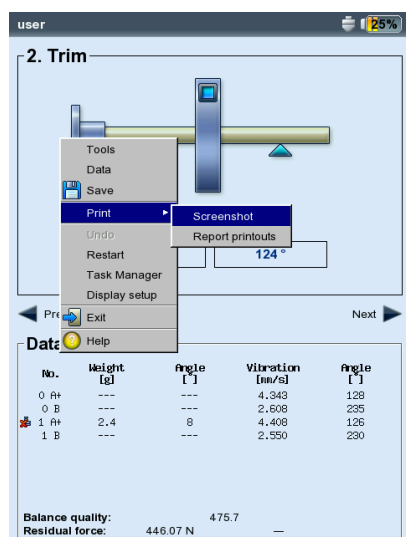 user 25%
2. Trim
Tools
Data
Save
Print Screenshot
Undo Report printouts
Restart 124 °
Task Manager
Display setup
Exit Next
Help
Data
No. Weight Angle Vibration Angle
[g] [°] [mm/s] [°]
0 A+ --- --- 4.343 128
0 B --- --- 2.608 235
1 A+ 2.4 8 4.408 126
1 B --- --- 2.550 230
Balance quality: 475.7
Residual force: 446.07 N —